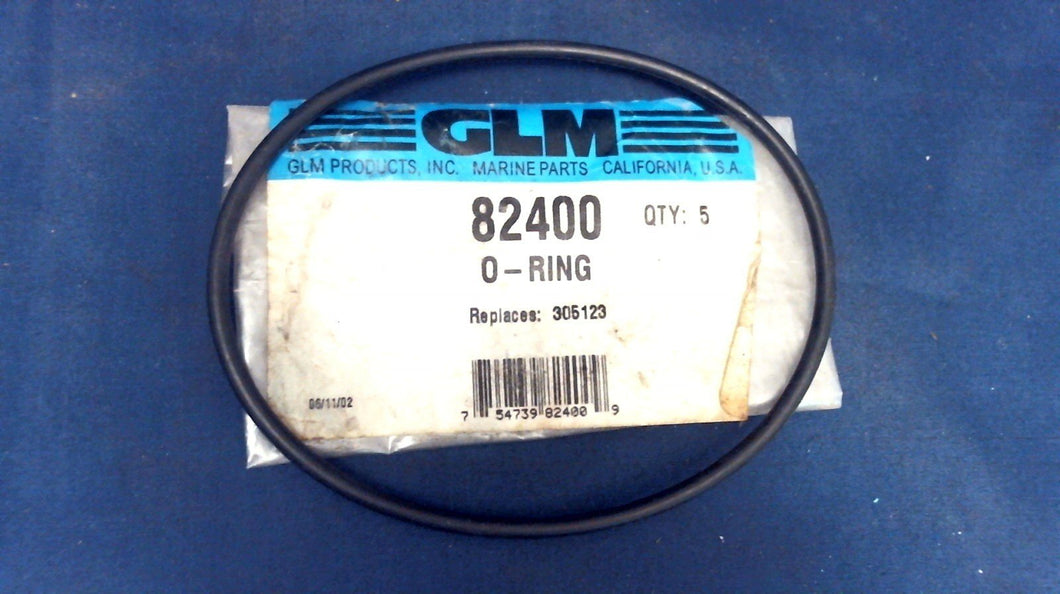 GLM
GLM PRODUCTS, INC. MARINE PARTS CALIFORNIA, U.S.A.
82400 QTY: 5
O-RING
Replaces: 305123
06/11/02
7 54739 82400 9